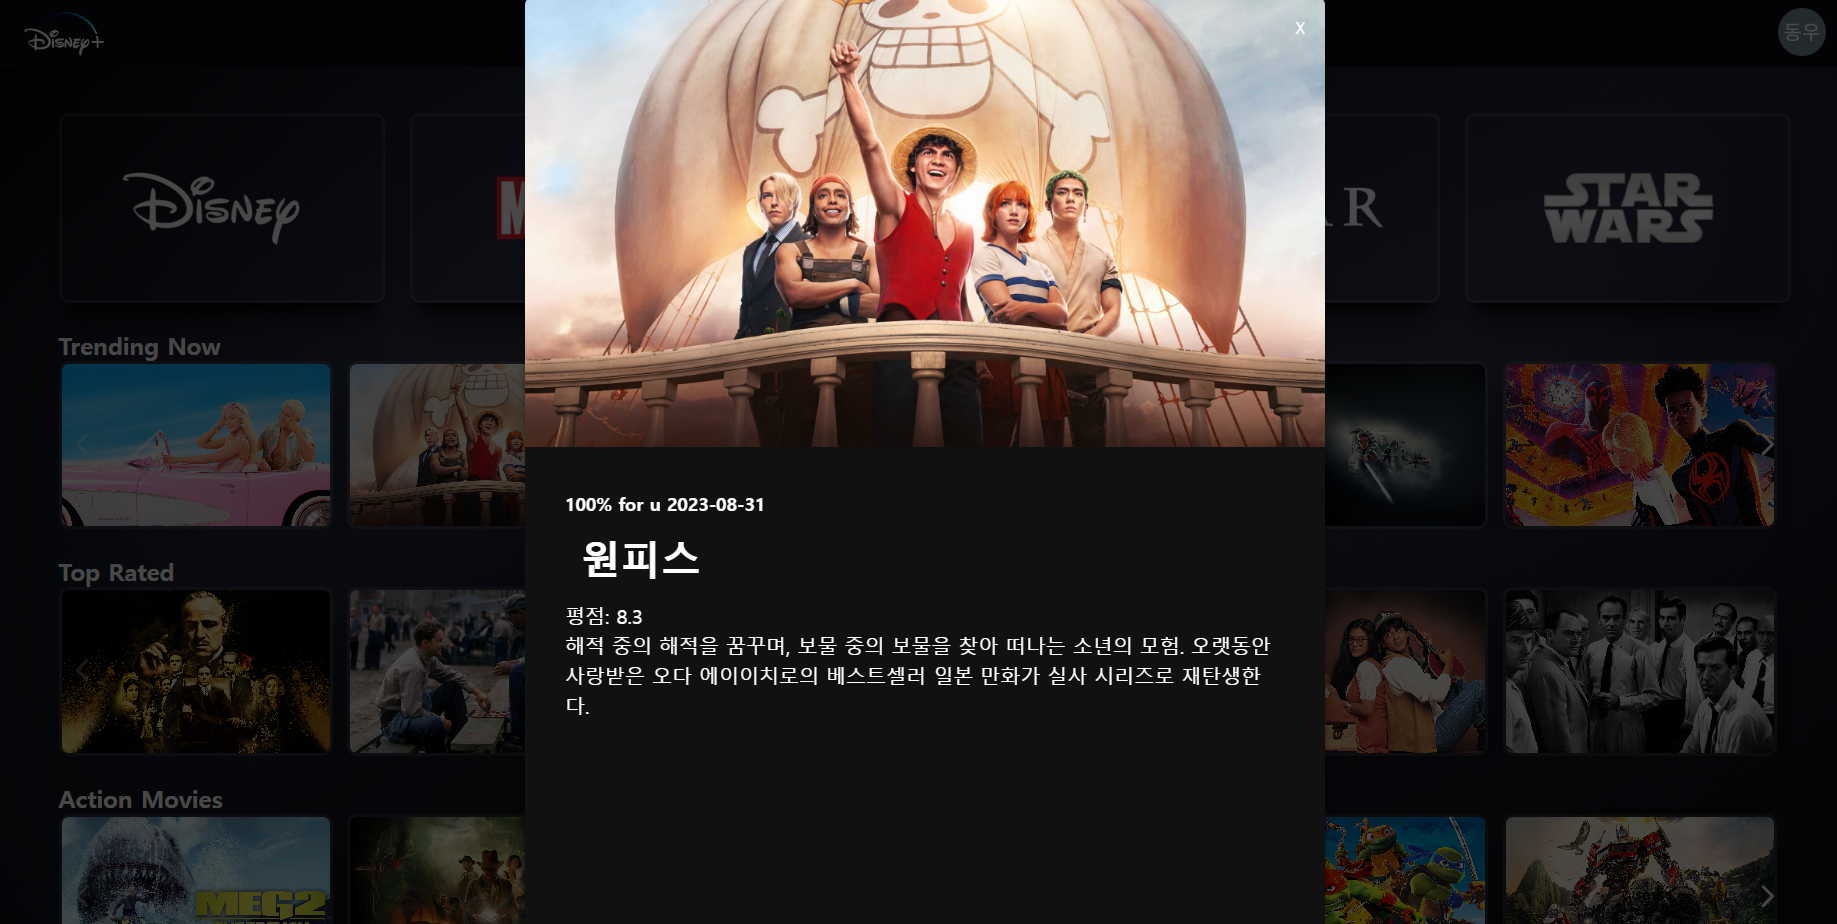 Disney+
동우
X
Disney
M
R
STAR
WARS
Trending Now
100% for u 2023-08-31
원피스
평점: 8.3
해적 중의 해적을 꿈꾸며, 보물 중의 보물을 찾아 떠나는 소년의 모험. 오랫동안
사랑받은 오다 에이이치로의 베스트셀러 일본 만화가 실사 시리즈로 재탄생한
다.
Top Rated
Action Movies
MEG2